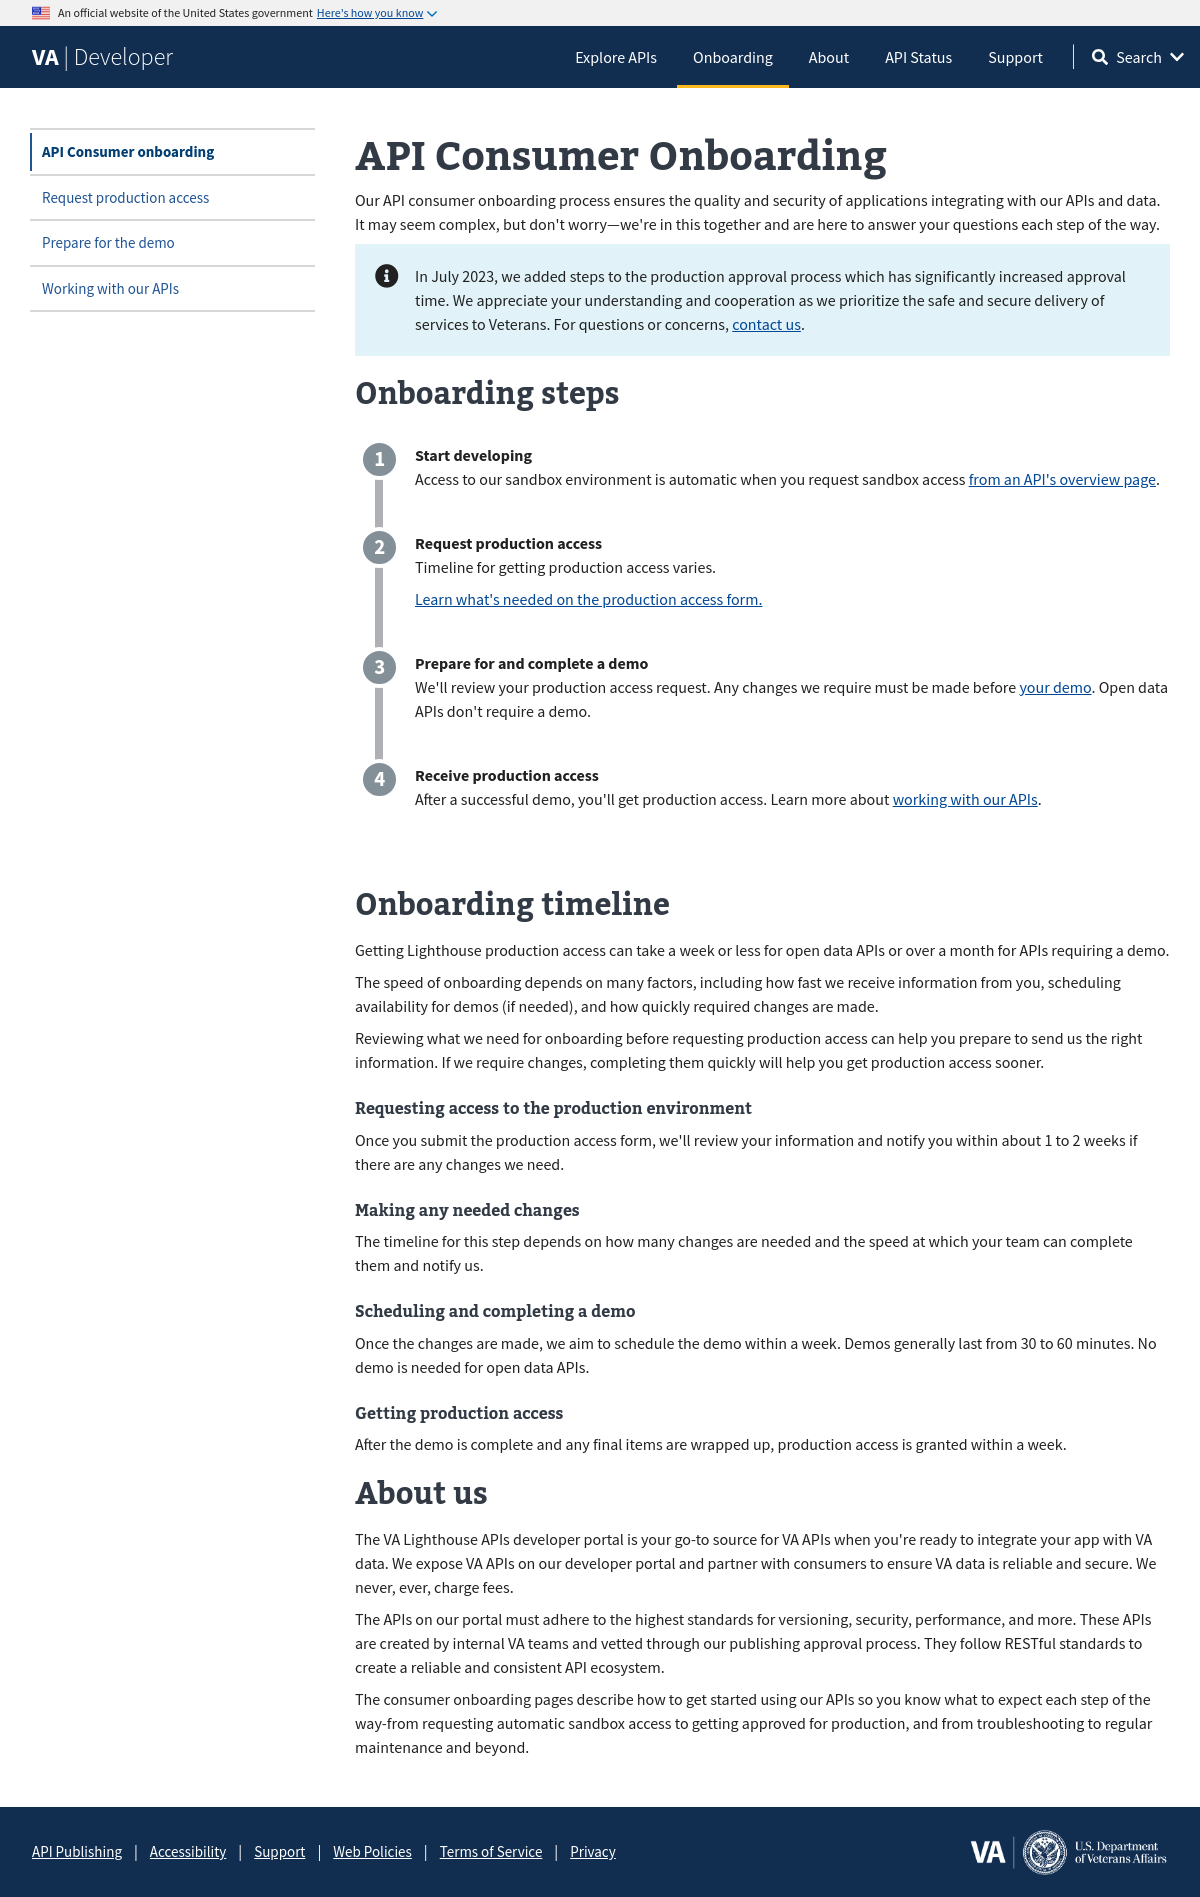 An official website of the United States government Here's how you know
VA | Developer
Explore APIs Onboarding About API Status Support Search
API Consumer onboarding
Request production access
Prepare for the demo
Working with our APIs
API Consumer Onboarding
Our API consumer onboarding process ensures the quality and security of applications integrating with our APIs and data.
It may seem complex, but don't worry—we're in this together and are here to answer your questions each step of the way.
In July 2023, we added steps to the production approval process which has significantly increased approval
time. We appreciate your understanding and cooperation as we prioritize the safe and secure delivery of
services to Veterans. For questions or concerns, contact us.
Onboarding steps
1 Start developing
Access to our sandbox environment is automatic when you request sandbox access from an API's overview page.
2 Request production access
Timeline for getting production access varies.
Learn what's needed on the production access form.
3 Prepare for and complete a demo
We'll review your production access request. Any changes we require must be made before your demo. Open data
APIs don't require a demo.
4 Receive production access
After a successful demo, you'll get production access. Learn more about working with our APIs.
Onboarding timeline
Getting Lighthouse production access can take a week or less for open data APIs or over a month for APIs requiring a demo.
The speed of onboarding depends on many factors, including how fast we receive information from you, scheduling
availability for demos (if needed), and how quickly required changes are made.
Reviewing what we need for onboarding before requesting production access can help you prepare to send us the right
information. If we require changes, completing them quickly will help you get production access sooner.
Requesting access to the production environment
Once you submit the production access form, we'll review your information and notify you within about 1 to 2 weeks if
there are any changes we need.
Making any needed changes
The timeline for this step depends on how many changes are needed and the speed at which your team can complete
them and notify us.
Scheduling and completing a demo
Once the changes are made, we aim to schedule the demo within a week. Demos generally last from 30 to 60 minutes. No
demo is needed for open data APIs.
Getting production access
After the demo is complete and any final items are wrapped up, production access is granted within a week.
About us
The VA Lighthouse APIs developer portal is your go-to source for VA APIs when you're ready to integrate your app with VA
data. We expose VA APIs on our developer portal and partner with consumers to ensure VA data is reliable and secure. We
never, ever, charge fees.
The APIs on our portal must adhere to the highest standards for versioning, security, performance, and more. These APIs
are created by internal VA teams and vetted through our publishing approval process. They follow RESTful standards to
create a reliable and consistent API ecosystem.
The consumer onboarding pages describe how to get started using our APIs so you know what to expect each step of the
way-from requesting automatic sandbox access to getting approved for production, and from troubleshooting to regular
maintenance and beyond.
API Publishing | Accessibility | Support | Web Policies | Terms of Service | Privacy
VA | U.S. Department
of Veterans Affairs